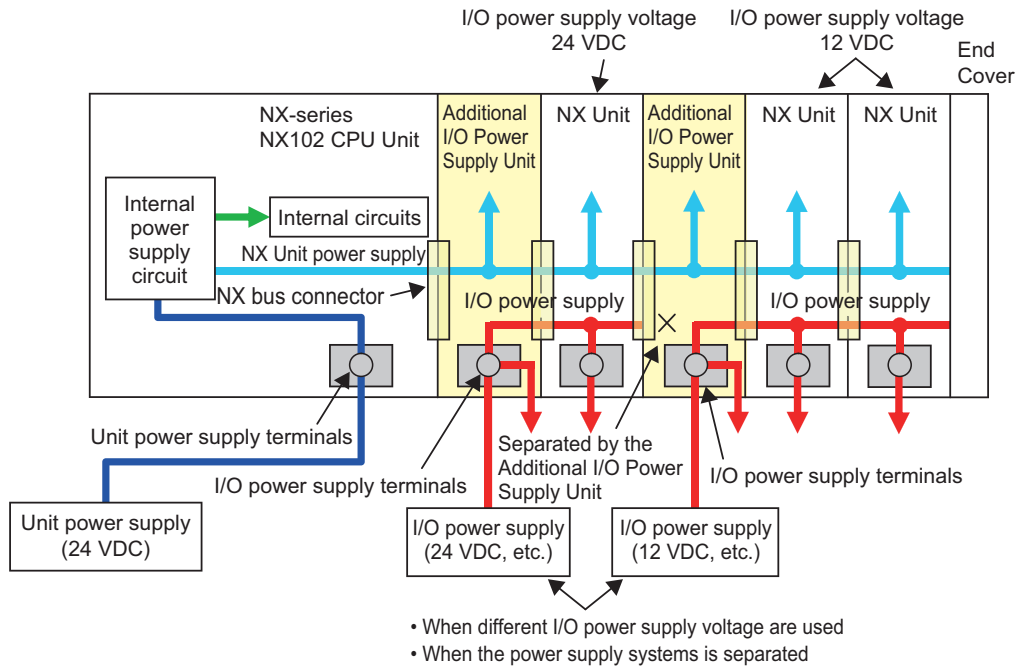 I/O power supply voltage
24 VDC
I/O power supply voltage
12 VDC
End
Cover
NX-series
NX102 CPU Unit
Additional
I/O Power
Supply Unit
NX Unit
Additional
I/O Power
Supply Unit
NX Unit
NX Unit
Internal
power
supply
circuit
Internal circuits
NX Unit power supply
NX bus connector
I/O power supply
I/O power supply
Unit power supply terminals
I/O power supply terminals
Separated by the
Additional I/O Power
Supply Unit
I/O power supply terminals
Unit power supply
(24 VDC)
I/O power supply
(24 VDC, etc.)
I/O power supply
(12 VDC, etc.)
• When different I/O power supply voltage are used
• When the power supply systems is separated